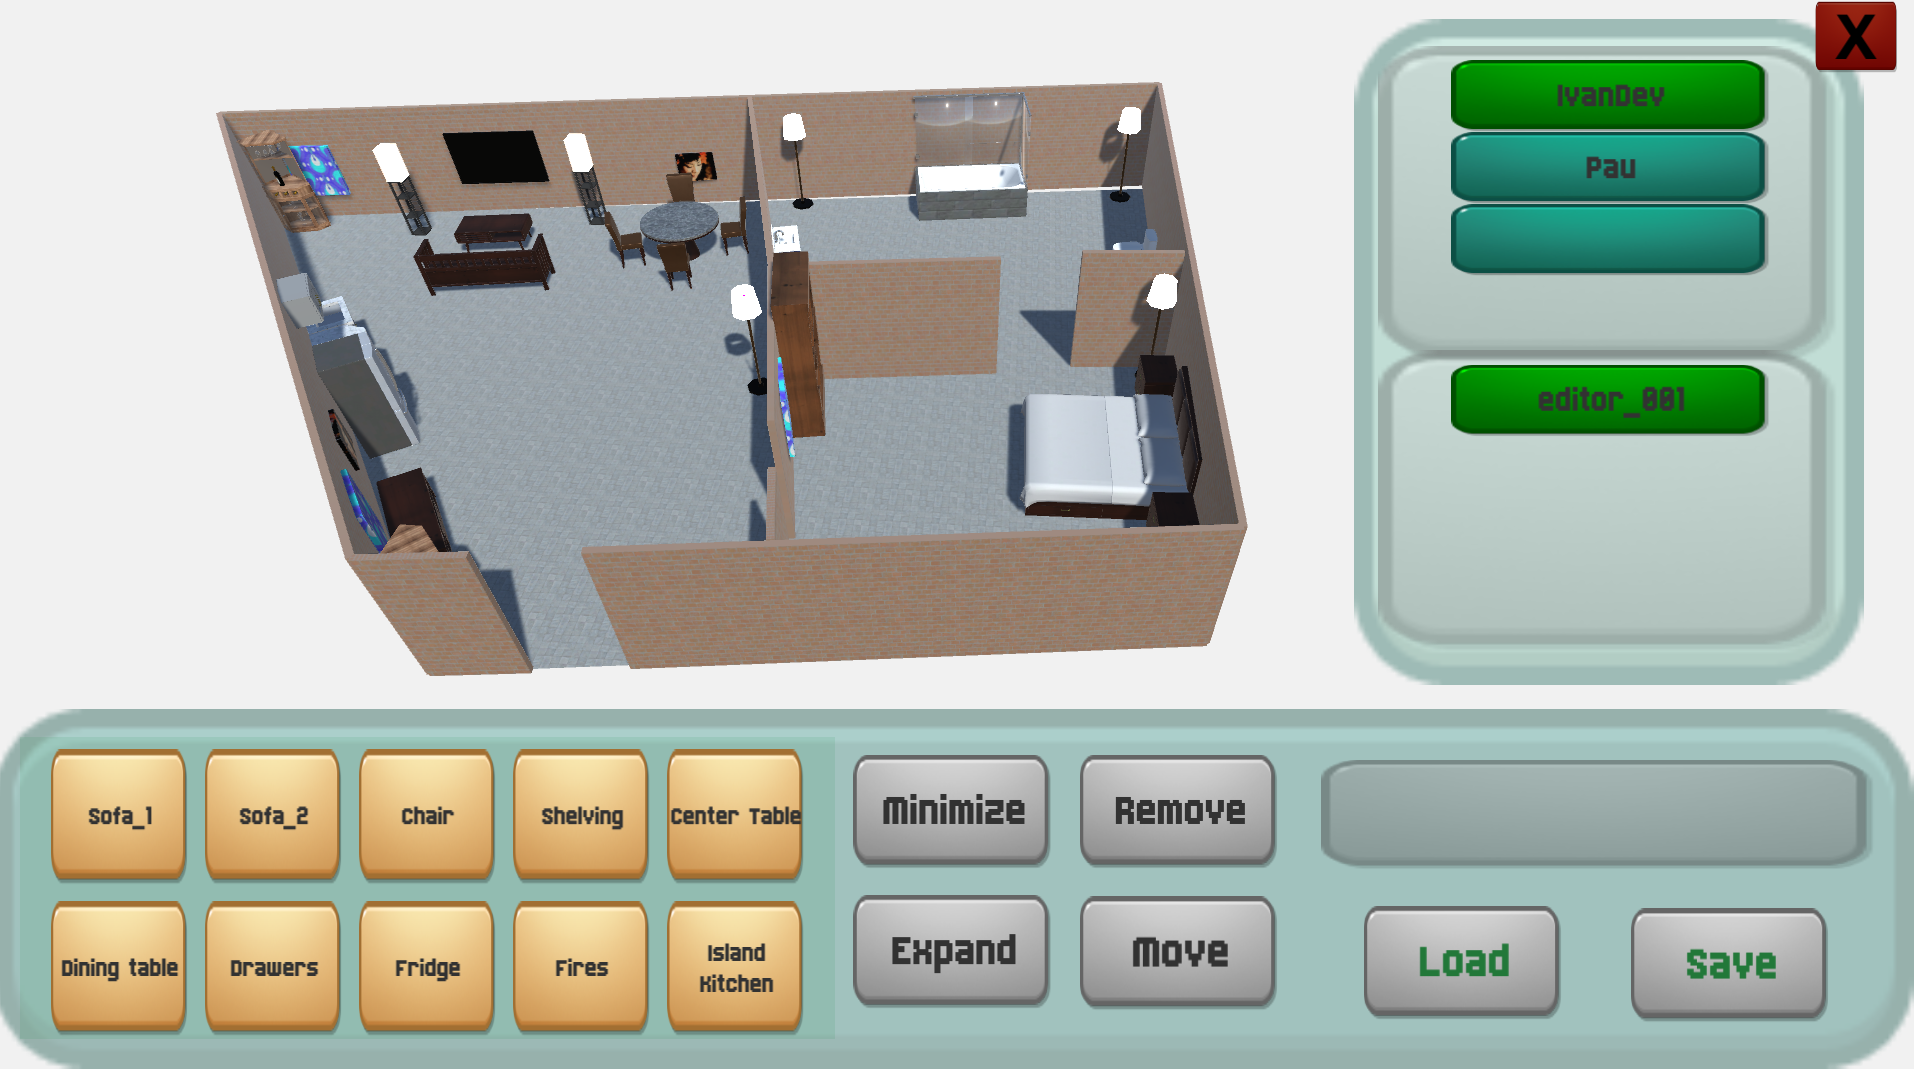 X
IvanDev
Pau
editor_001
Sofa_1
Sofa_2
Chair
Shelving
Center Table
Dining table
Drawers
Fridge
Fires
Island
Kitchen
Minimize
Remove
Expand
Move
Load
Save